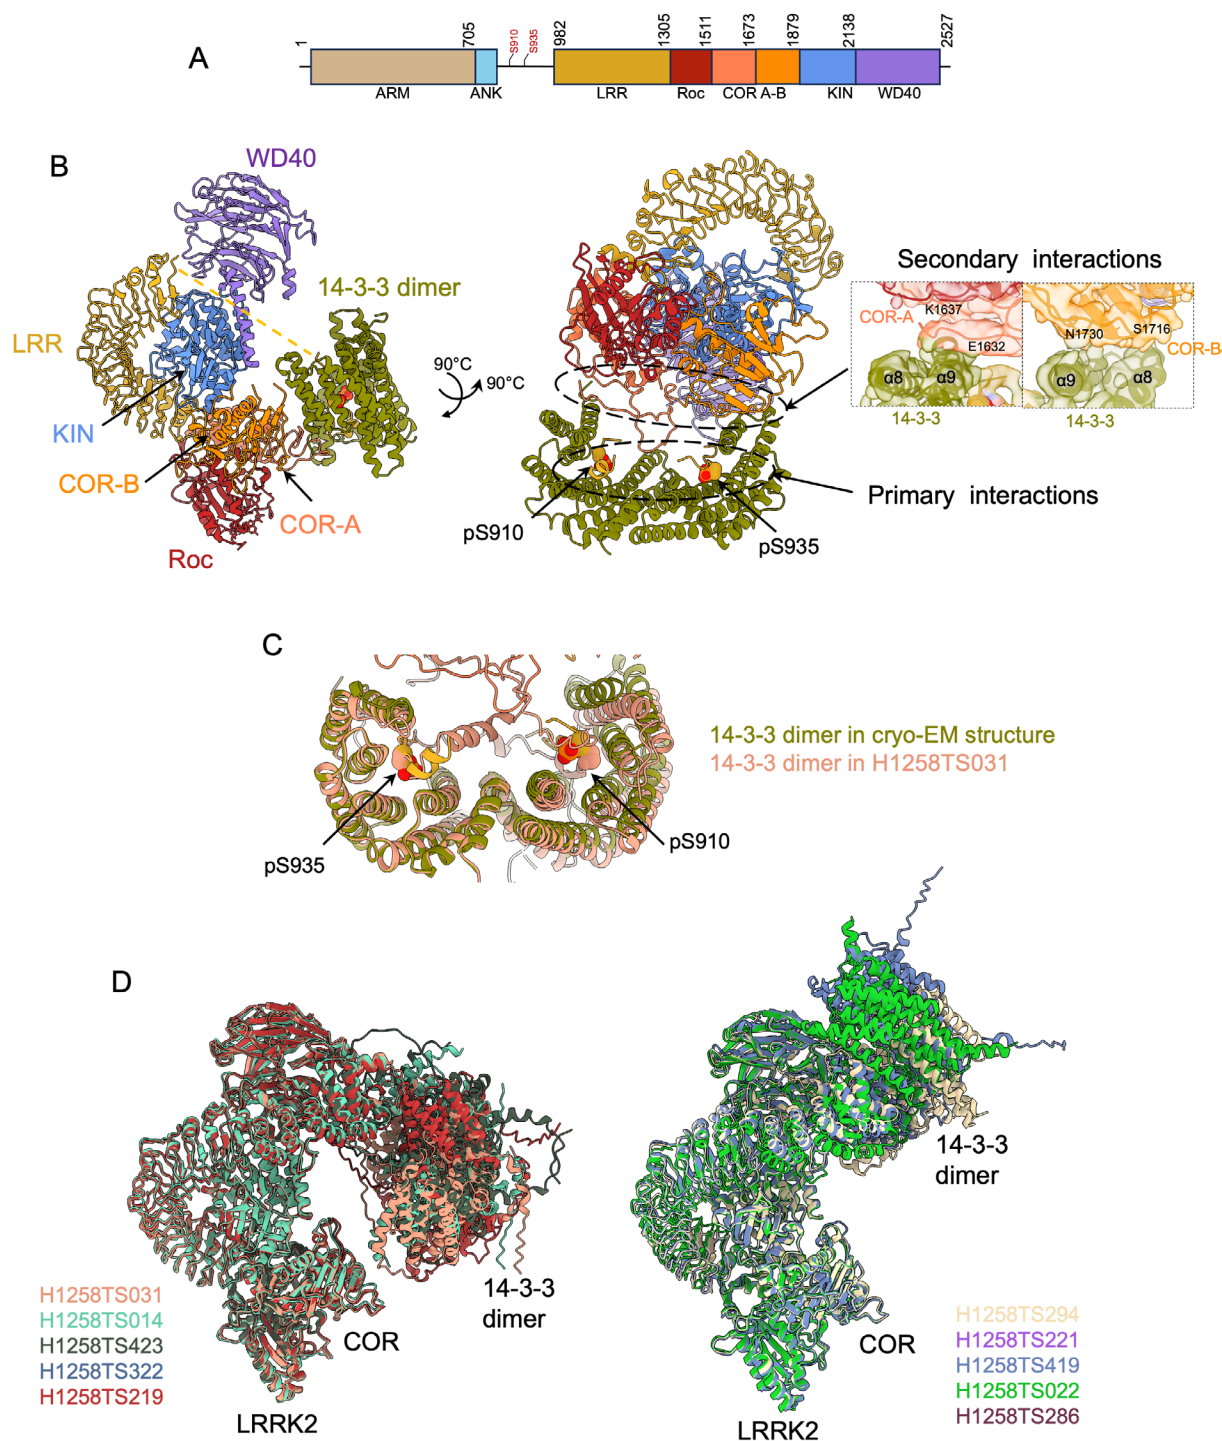 A
1
705
S910
S935
982
1305
1511
1673
1879
2138
2527
ARM
ANK
LRR
Roc
COR A-B
KIN
WD40
B
WD40
14-3-3 dimer
LRR
KIN
COR-B
COR-A
Roc
90°C
90°C
Secondary interactions
COR-A
K1637
E1632
α8
α9
14-3-3
N1730
S1716
COR-B
α9
α8
14-3-3
Primary interactions
pS910
pS935
C
14-3-3 dimer in cryo-EM structure
14-3-3 dimer in H1258TS031
pS935
pS910
D
14-3-3
dimer
COR
LRRK2
H1258TS031
H1258TS014
H1258TS423
H1258TS322
H1258TS219
14-3-3
dimer
COR
LRRK2
H1258TS294
H1258TS221
H1258TS419
H1258TS022
H1258TS286